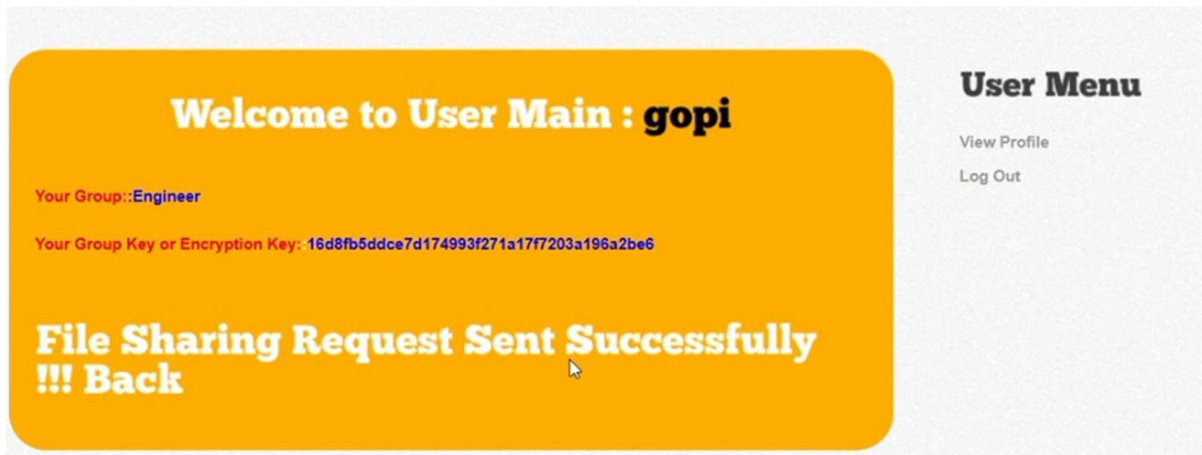 Welcome to User Main : gopi
Your Group::Engineer
Your Group Key or Encryption Key::16d8fb5ddce7d174993f271a17f7203a196a2be6
File Sharing Request Sent Successfully
!!! Back
User Menu
View Profile
Log Out